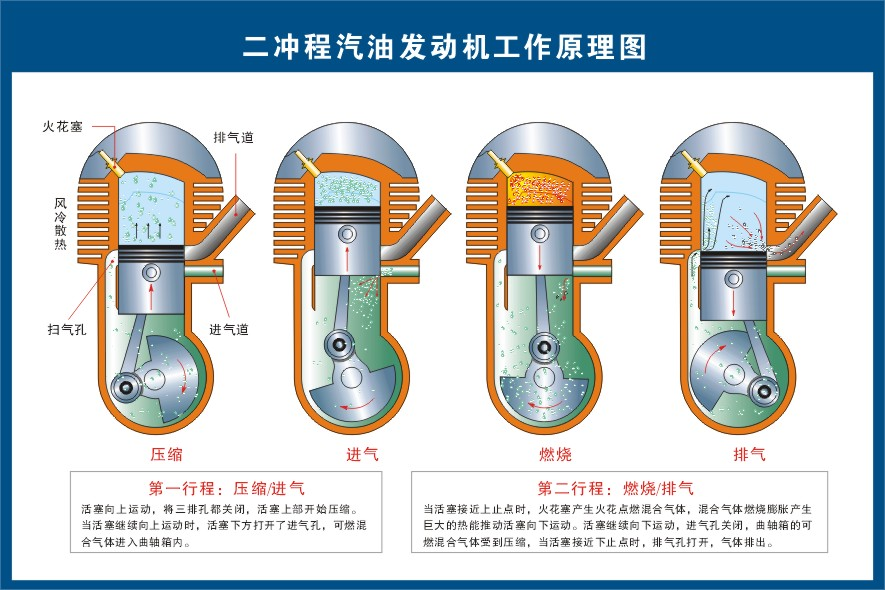 二冲程汽油发动机工作原理图
火花塞
排气道
风冷散热
扫气孔
进气道
压缩
进气
燃烧
排气
第一行程：压缩/进气
活塞向上运动，将三排孔都关闭，活塞上部开始压缩。
当活塞继续向上运动时，活塞下方打开了进气孔，可燃混
合气体进入曲轴箱内。
第二行程：燃烧/排气
当活塞接近上止点时，火花塞产生火花点燃混合气体，混合气体燃烧膨胀产生
巨大的热能推动活塞向下运动。活塞继续向下运动，进气孔关闭，曲轴箱的可
燃混合气体受到压缩，当活塞接近下止点时，排气孔打开，气体排出。